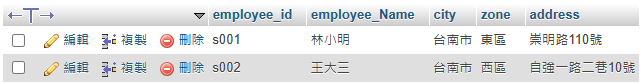 employee_id employee_Name city zone address
編輯 複製 刪除 s001 林小明 台南市 東區 崇明路110號
編輯 複製 刪除 s002 王大三 台南市 西區 自強一路二巷10號